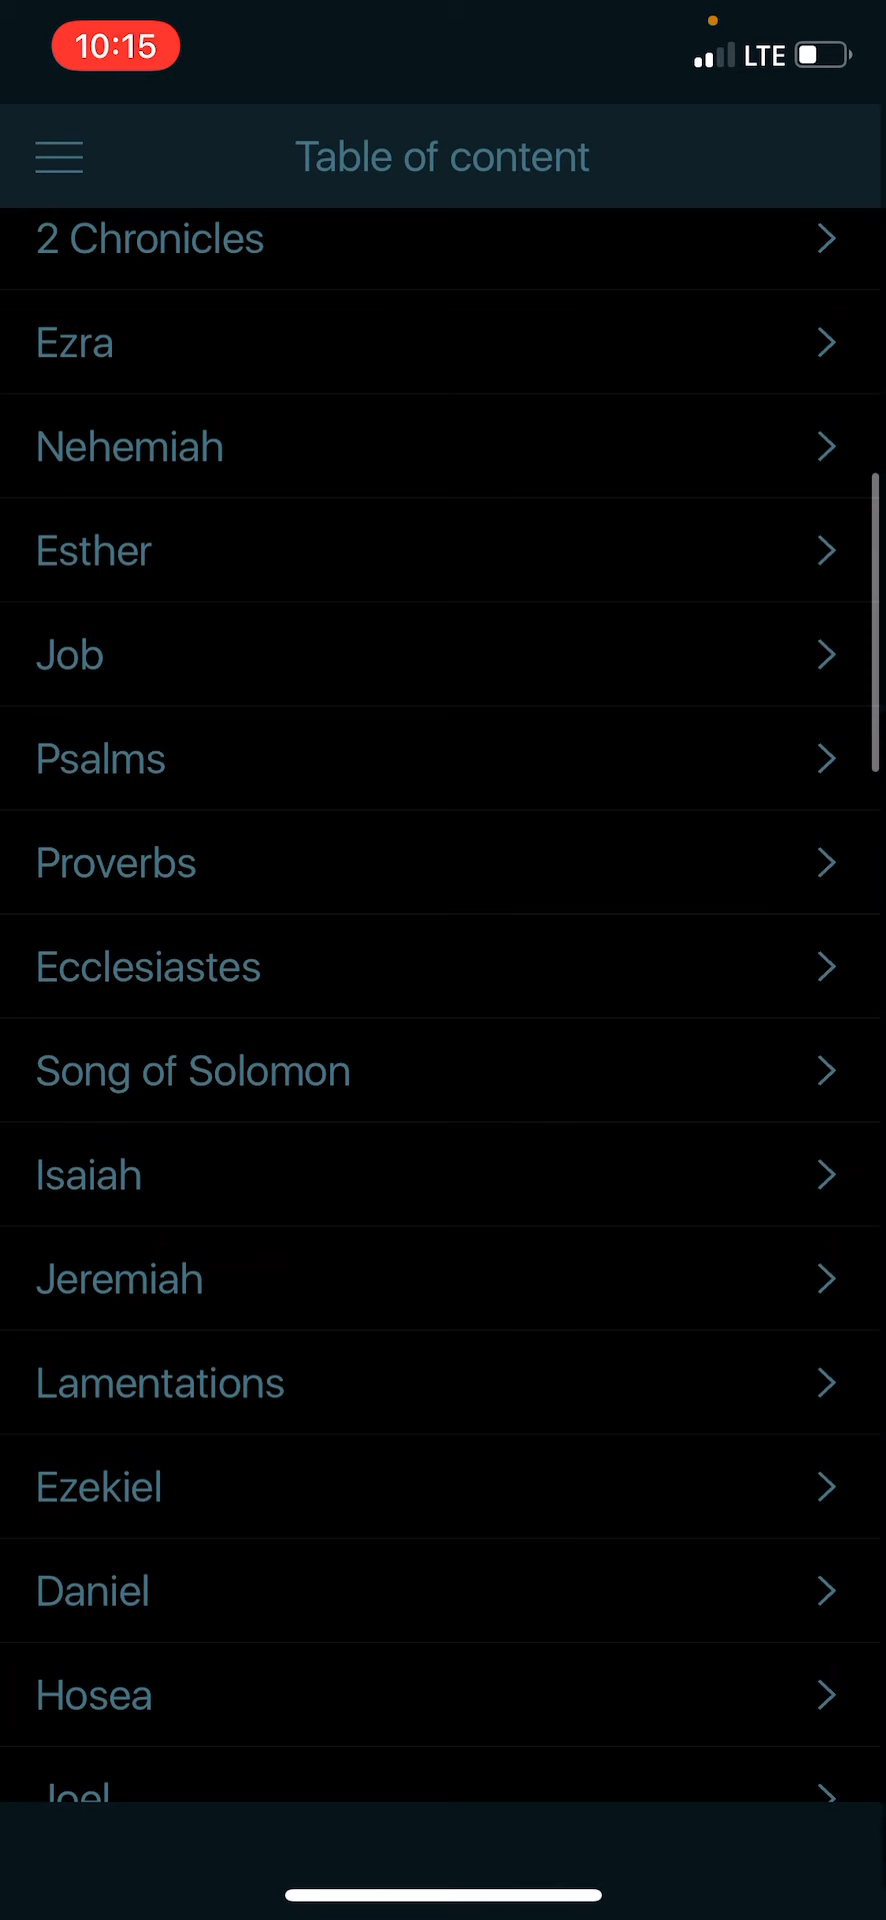 10:15
LTE
Table of content
2 Chronicles
Ezra
Nehemiah
Esther
Job
Psalms
Proverbs
Ecclesiastes
Song of Solomon
Isaiah
Jeremiah
Lamentations
Ezekiel
Daniel
Hosea
Joel